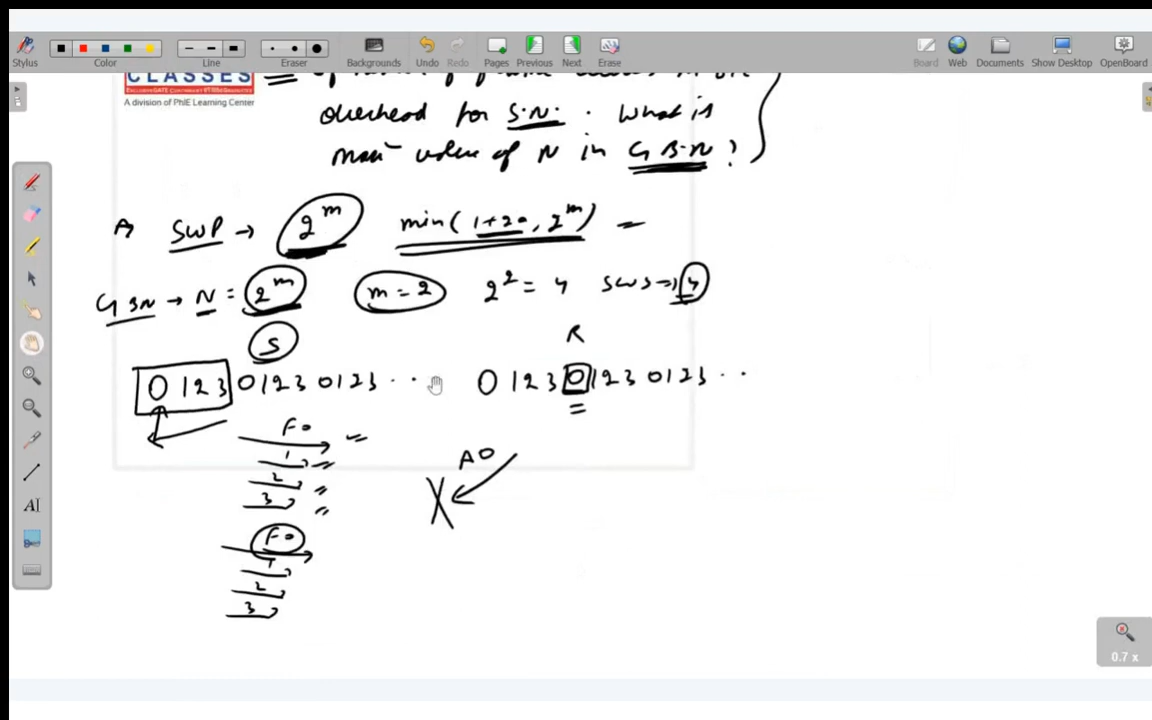 Stylus Color Line Eraser Backgrounds Undo Redo Pages Previous Next Erase Board Web Documents Show Desktop OpenBoard
CLASSES
A division of PhIE Learning Center
overhead for S.N. . What is
max value of N in G B-N ?
A SWP → 2^m min(1+2a, 2^m) =
GBN → N = 2^m m = 2 2^2 = 4 SWS → 4
S R
0 1 2 3 0 1 2 3 0 1 2 3 . . 0 1 2 3 0 1 2 3 0 1 2 3 . .
F0
1
2
3
A0
F0
1
2
3
0.7 x